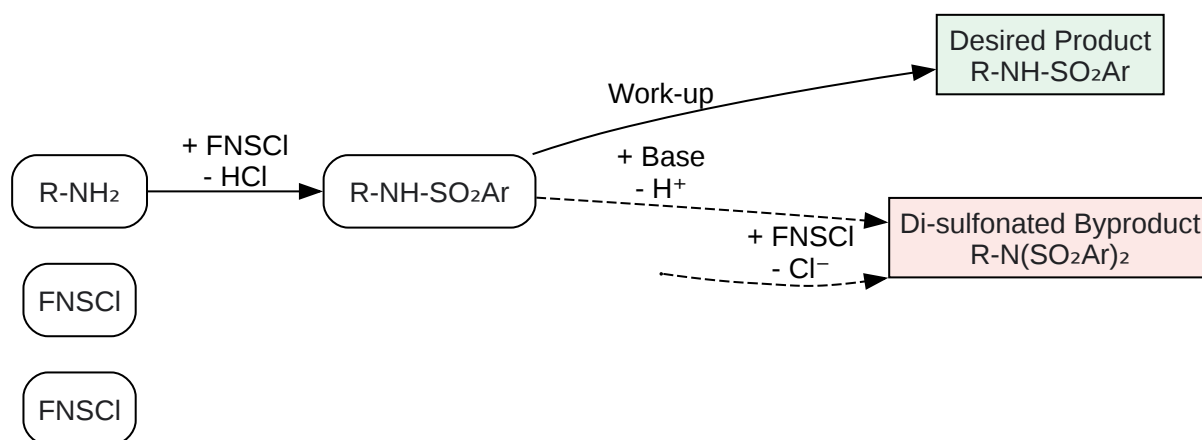 Desired Product
R-NH-SO₂Ar
Work-up
+ FNSCl
- HCl
+ Base
- H⁺
R-NH₂
R-NH-SO₂Ar
Di-sulfonated Byproduct
R-N(SO₂Ar)₂
+ FNSCl
- Cl⁻
FNSCl
FNSCl